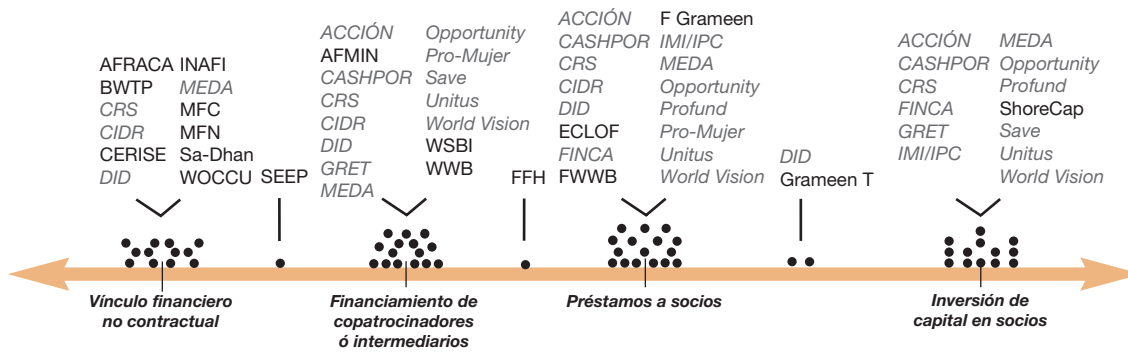 AFRACA INAFI
BWTP MEDA
CRS MFC
CIDR MFN
CERISE Sa-Dhan
DID WOCCU
SEEP
ACCIÓN Opportunity
AFMIN Pro-Mujer
CASHPOR Save
CRS Unitus
CIDR World Vision
DID WSBI
GRET WWB
MEDA
FFH
ACCIÓN F Grameen
CASHPOR IMI/IPC
CRS MEDA
CIDR Opportunity
DID Profund
ECLOF Pro-Mujer
FINCA Unitus
FWWB World Vision
DID
Grameen T
ACCIÓN MEDA
CASHPOR Opportunity
CRS Profund
FINCA ShoreCap
GRET Save
IMI/IPC Unitus
World Vision
Vínculo financiero
no contractual
Financiamiento de
copatrocinadores
ó intermediarios
Préstamos a socios
Inversión de
capital en socios